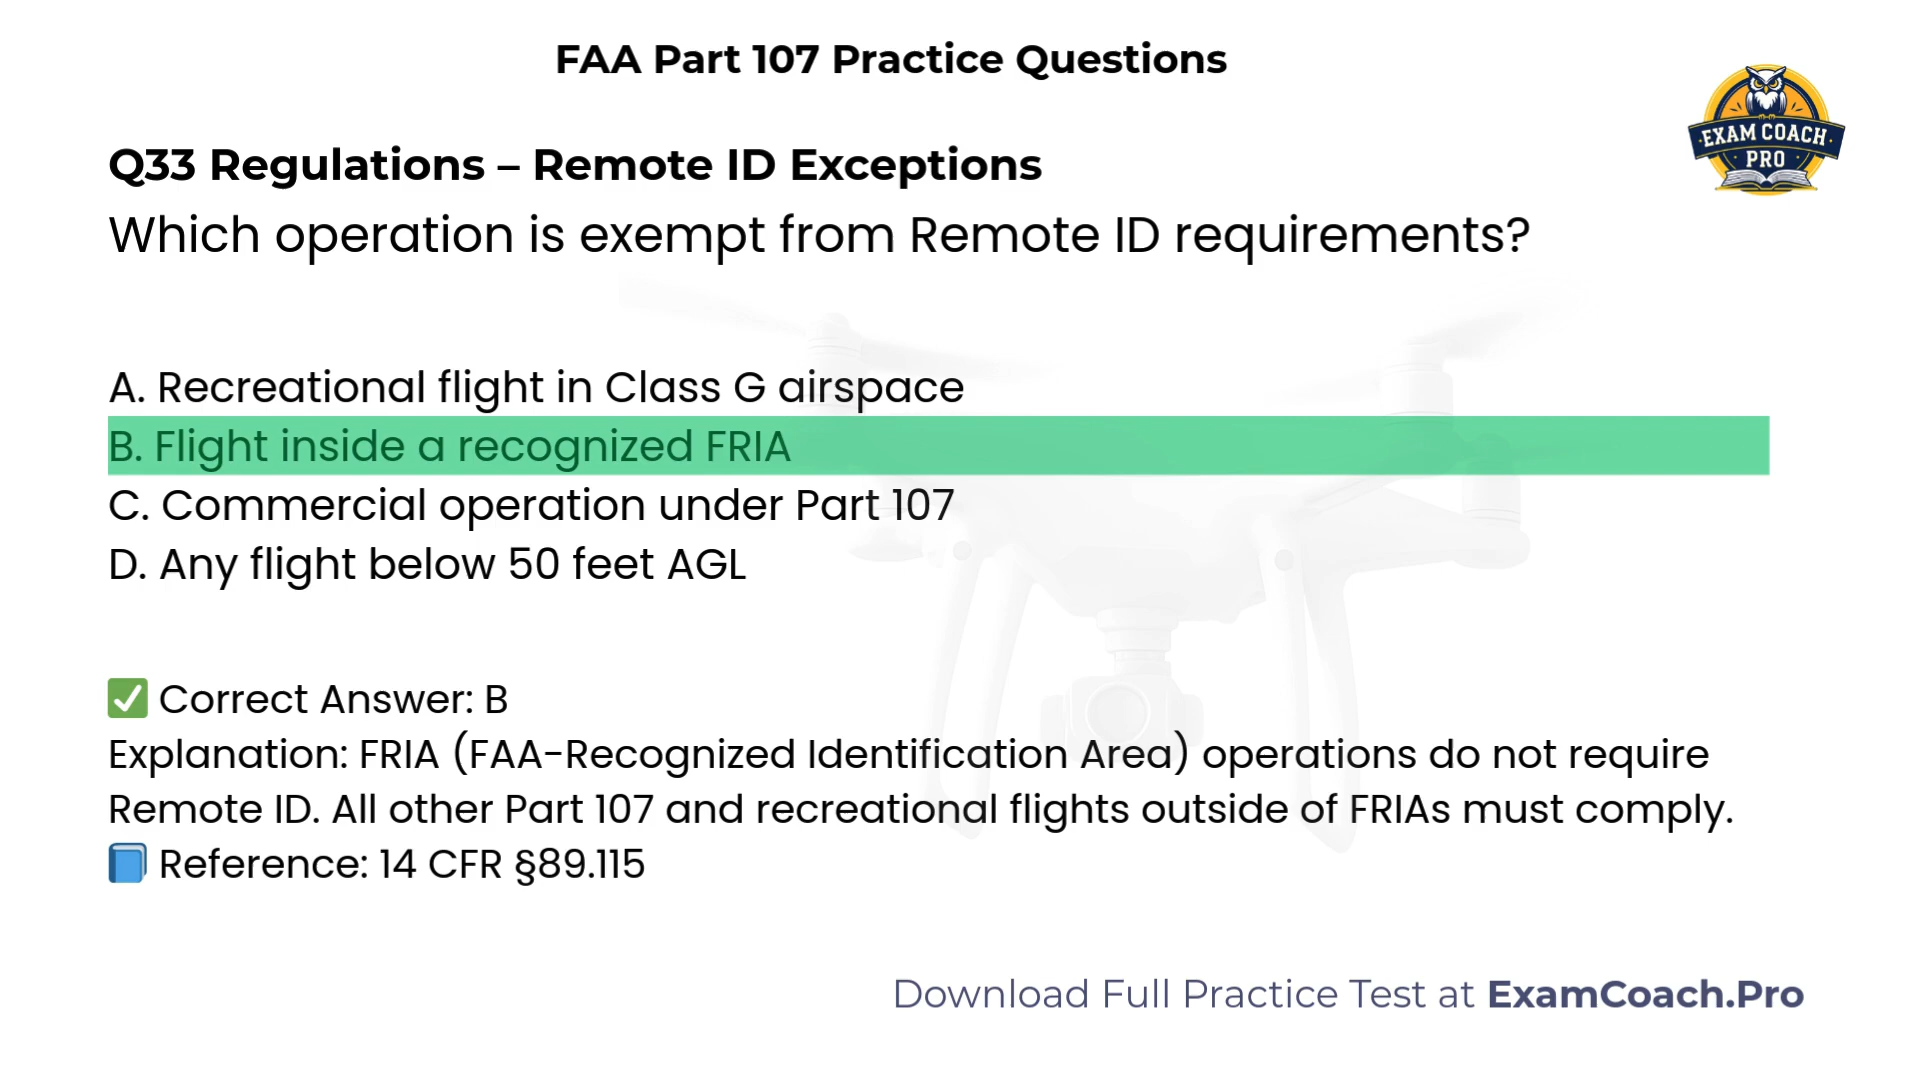 FAA Part 107 Practice Questions
EXAM COACH
PRO
Q33 Regulations – Remote ID Exceptions
Which operation is exempt from Remote ID requirements?
A. Recreational flight in Class G airspace
B. Flight inside a recognized FRIA
C. Commercial operation under Part 107
D. Any flight below 50 feet AGL
✅ Correct Answer: B
Explanation: FRIA (FAA-Recognized Identification Area) operations do not require
Remote ID. All other Part 107 and recreational flights outside of FRIAs must comply.
📘 Reference: 14 CFR §89.115
Download Full Practice Test at ExamCoach.Pro